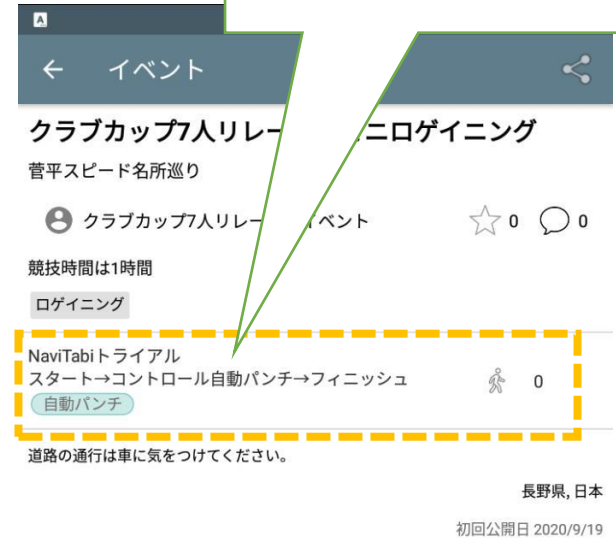 A
イベント
クラブカップ7人リレー ニロゲイニング
菅平スピード名所巡り
クラブカップ7人リレー イベント
0
0
競技時間は1時間
ロゲイニング
NaviTabiトライアル
スタート→コントロール自動パンチ→フィニッシュ
0
自動パンチ
道路の通行は車に気をつけてください。
長野県, 日本
初回公開日 2020/9/19